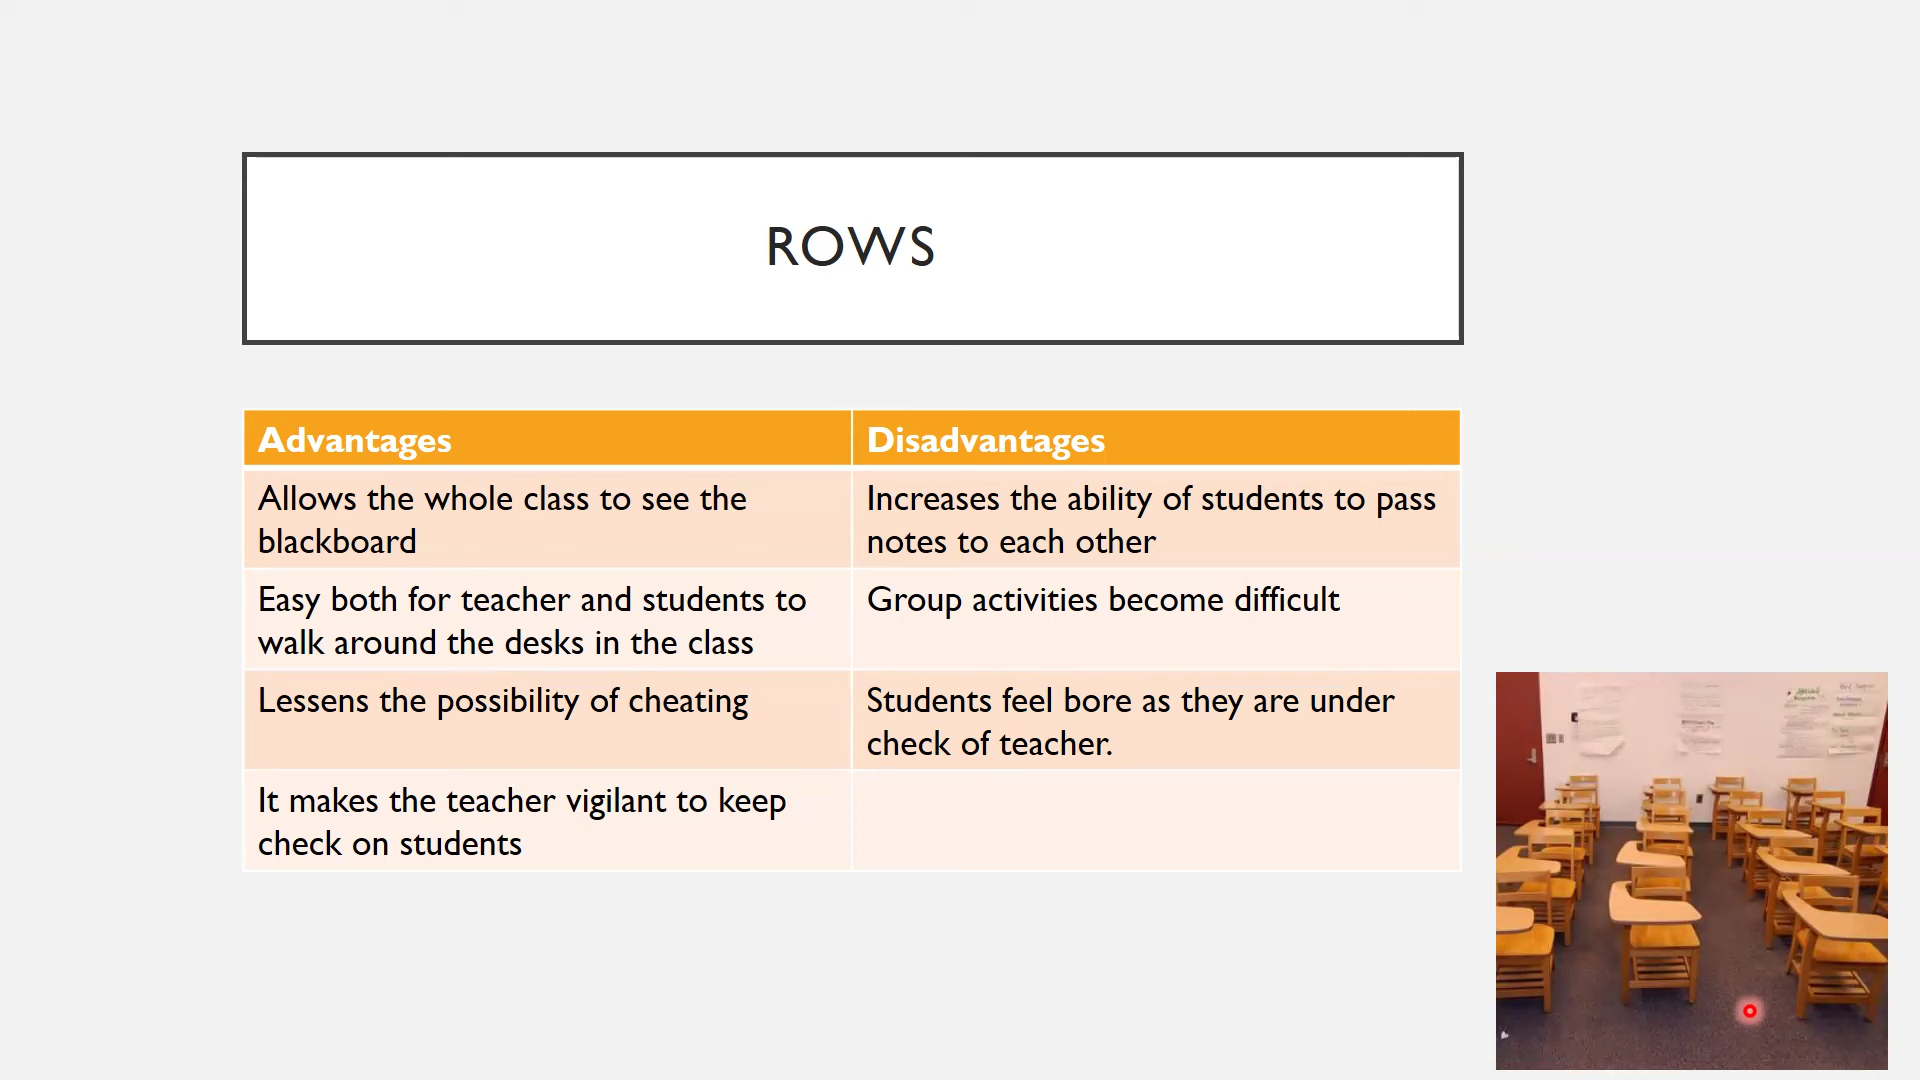 ROWS
Advantages
Disadvantages
Allows the whole class to see the
blackboard
Increases the ability of students to pass
notes to each other
Easy both for teacher and students to
walk around the desks in the class
Group activities become difficult
Lessens the possibility of cheating
Students feel bore as they are under
check of teacher.
It makes the teacher vigilant to keep
check on students